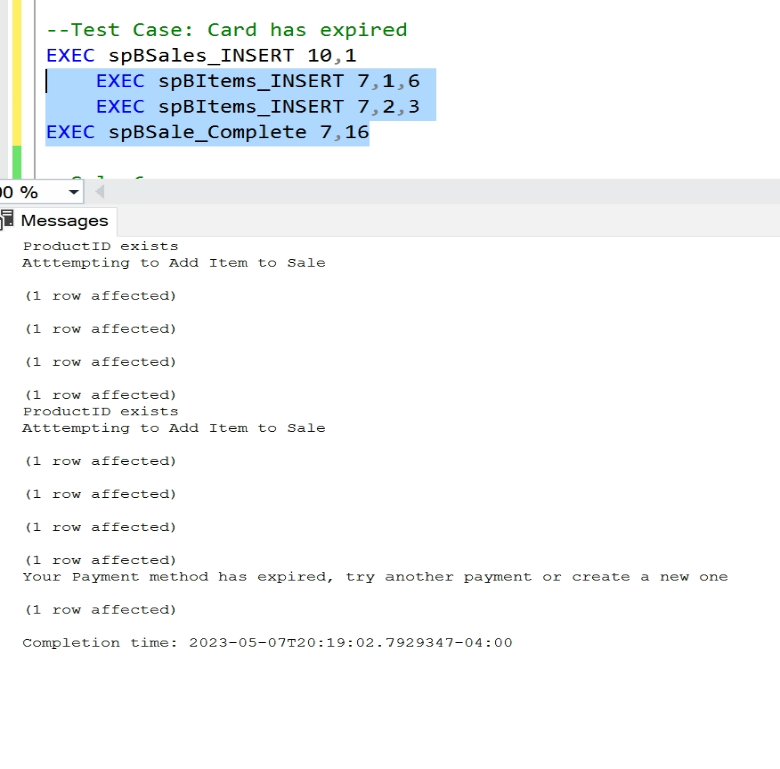 --Test Case: Card has expired
EXEC spBSales_INSERT 10,1
EXEC spBItems_INSERT 7,1,6
EXEC spBItems_INSERT 7,2,3
EXEC spBSale_Complete 7,16
%
Messages
ProductID exists
Atttempting to Add Item to Sale
(1 row affected)
(1 row affected)
(1 row affected)
(1 row affected)
ProductID exists
Atttempting to Add Item to Sale
(1 row affected)
(1 row affected)
(1 row affected)
(1 row affected)
Your Payment method has expired, try another payment or create a new one
(1 row affected)
Completion time: 2023-05-07T20:19:02.7929347-04:00